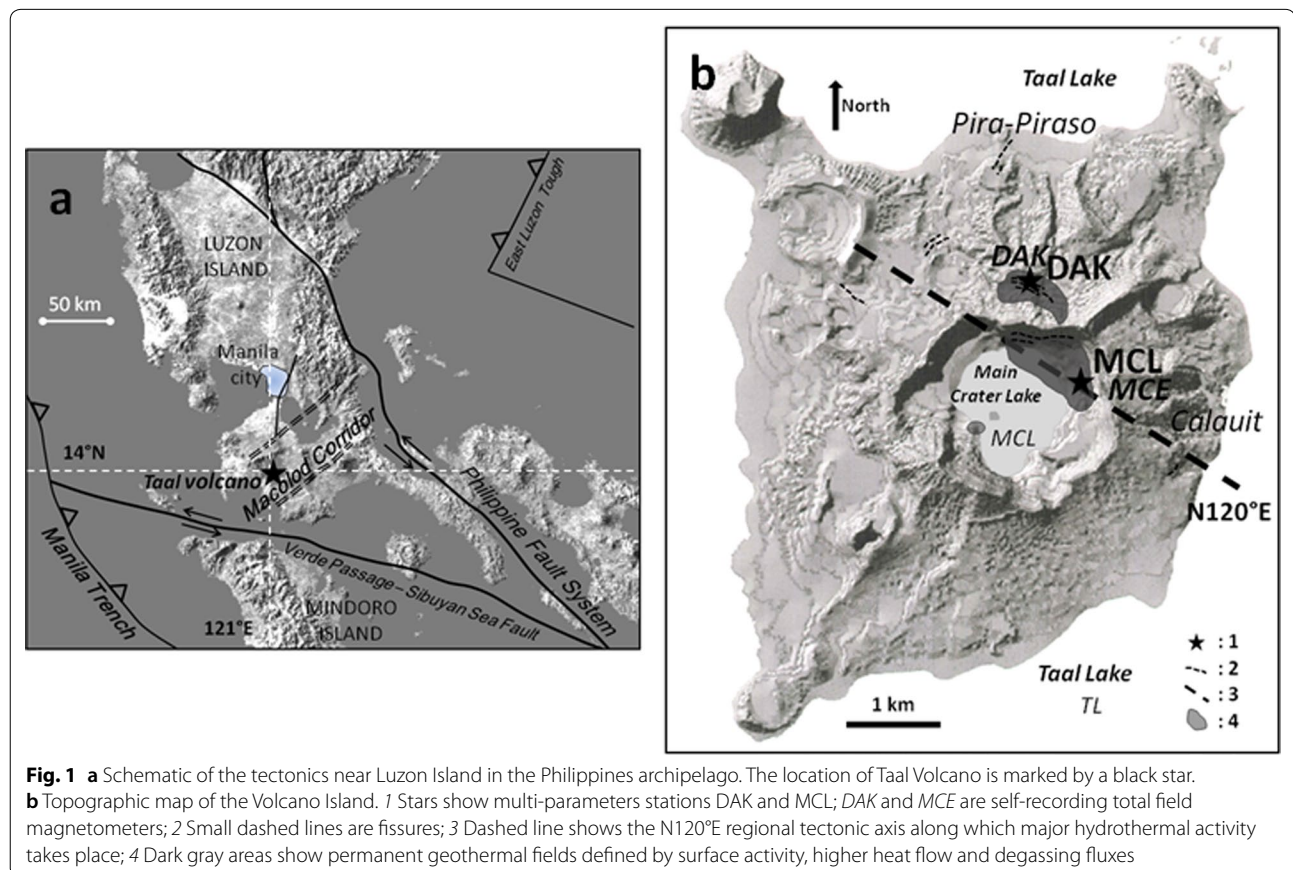 a
LUZON
ISLAND
East Luzon Tough
50 km
Manila
city
Macolod Corridor
14°N
Taal volcano
Philippine Fault System
Manila Trench
Verde Passage – Sibuyan Sea Fault
121°E
MINDORO
ISLAND
b
Taal Lake
North
Pira-Piraso
DAK DAK
MCL
MCE
Main
Crater Lake
MCL
Calauit
N120°E
: 1
: 2
: 3
: 4
Taal Lake
TL
1 km
Fig. 1 a Schematic of the tectonics near Luzon Island in the Philippines archipelago. The location of Taal Volcano is marked by a black star.
b Topographic map of the Volcano Island. 1 Stars show multi-parameters stations DAK and MCL; DAK and MCE are self-recording total field
magnetometers; 2 Small dashed lines are fissures; 3 Dashed line shows the N120°E regional tectonic axis along which major hydrothermal activity
takes place; 4 Dark gray areas show permanent geothermal fields defined by surface activity, higher heat flow and degassing fluxes